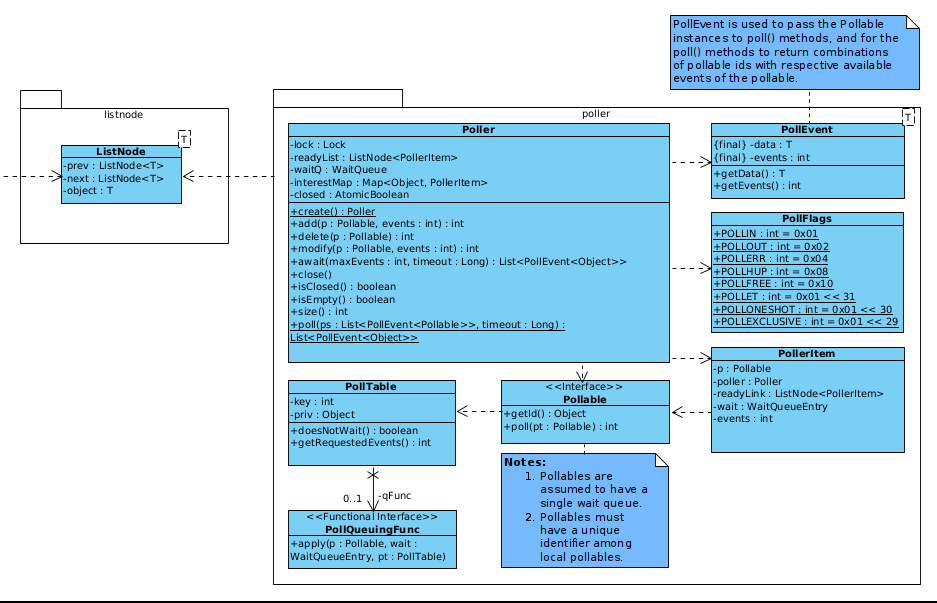 PollEvent is used to pass the Pollable
instances to poll() methods, and for the
poll() methods to return combinations
of pollable ids with respective available
events of the pollable.
listnode
T
ListNode
-prev : ListNode<T>
-next : ListNode<T>
-object : T
poller
Poller
-lock : Lock
-readyList : ListNode<PollerItem>
-waitQ : WaitQueue
-interestMap : Map<Object, PollerItem>
-closed : AtomicBoolean
+create() : Poller
+add(p : Pollable, events : int) : int
+delete(p : Pollable) : int
+modify(p : Pollable, events : int) : int
+await(maxEvents : int, timeout : Long) : List<PollEvent<Object>>
+close()
+isClosed() : boolean
+isEmpty() : boolean
+size() : int
+poll(ps : List<PollEvent<Pollable>>, timeout : Long) :
List<PollEvent<Object>>
T
PollEvent
{final} -data : T
{final} -events : int
+getData() : T
+getEvents() : int
PollFlags
+POLLIN : int = 0x01
+POLLOUT : int = 0x02
+POLLERR : int = 0x04
+POLLHUP : int = 0x08
+POLLFREE : int = 0x10
+POLLET : int = 0x01 << 31
+POLLONESHOT : int = 0x01 << 30
+POLLEXCLUSIVE : int = 0x01 << 29
PollerItem
-p : Pollable
-poller : Poller
-readyLink : ListNode<PollerItem>
-wait : WaitQueueEntry
-events : int
PollTable
-key : int
-priv : Object
+doesNotWait() : boolean
+getRequestedEvents() : int
<<Interface>>
Pollable
+getId() : Object
+poll(pt : Pollable) : int
0..1
-qFunc
<<Functional Interface>>
PollQueuingFunc
+apply(p : Pollable, wait :
WaitQueueEntry, pt : PollTable)
Notes:
1. Pollables are
assumed to have a
single wait queue.
2. Pollables must
have a unique
identifier among
local pollables.